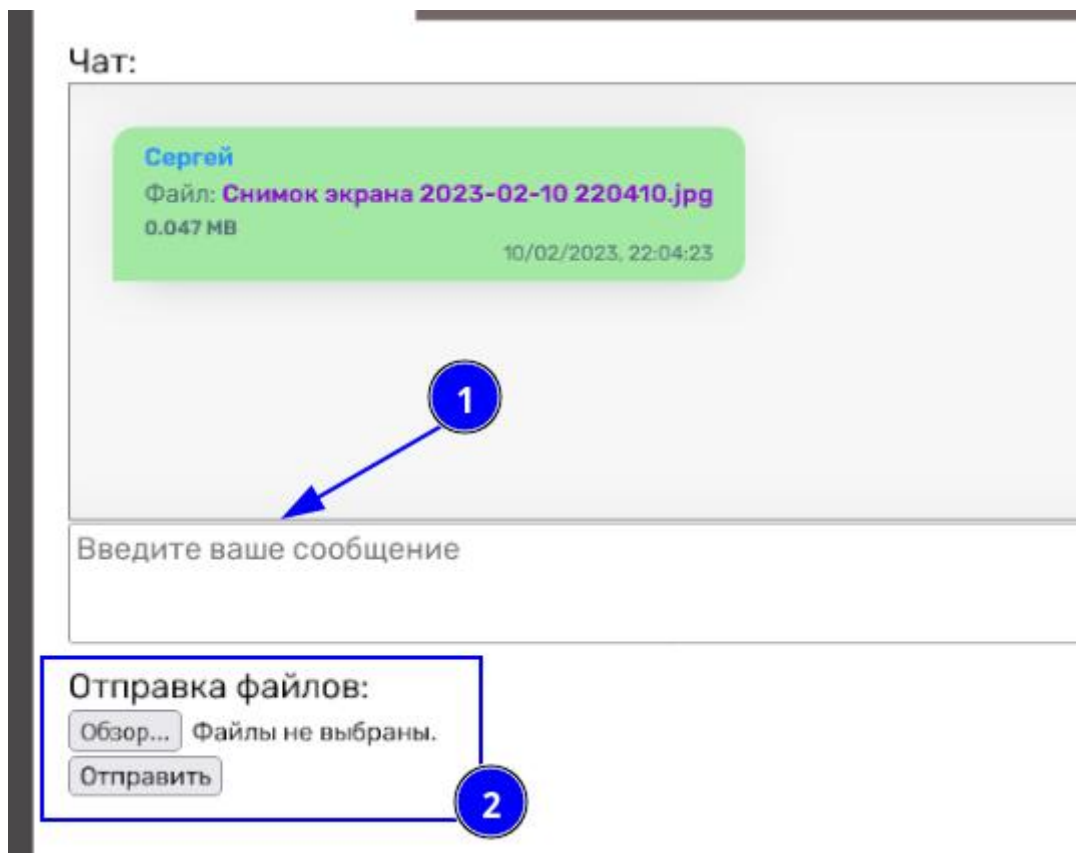 Чат:
Сергей
Файл: Снимок экрана 2023-02-10 220410.jpg
0.047 MB
10/02/2023, 22:04:23
1
Введите ваше сообщение
Отправка файлов:
Обзор... Файлы не выбраны.
Отправить
2